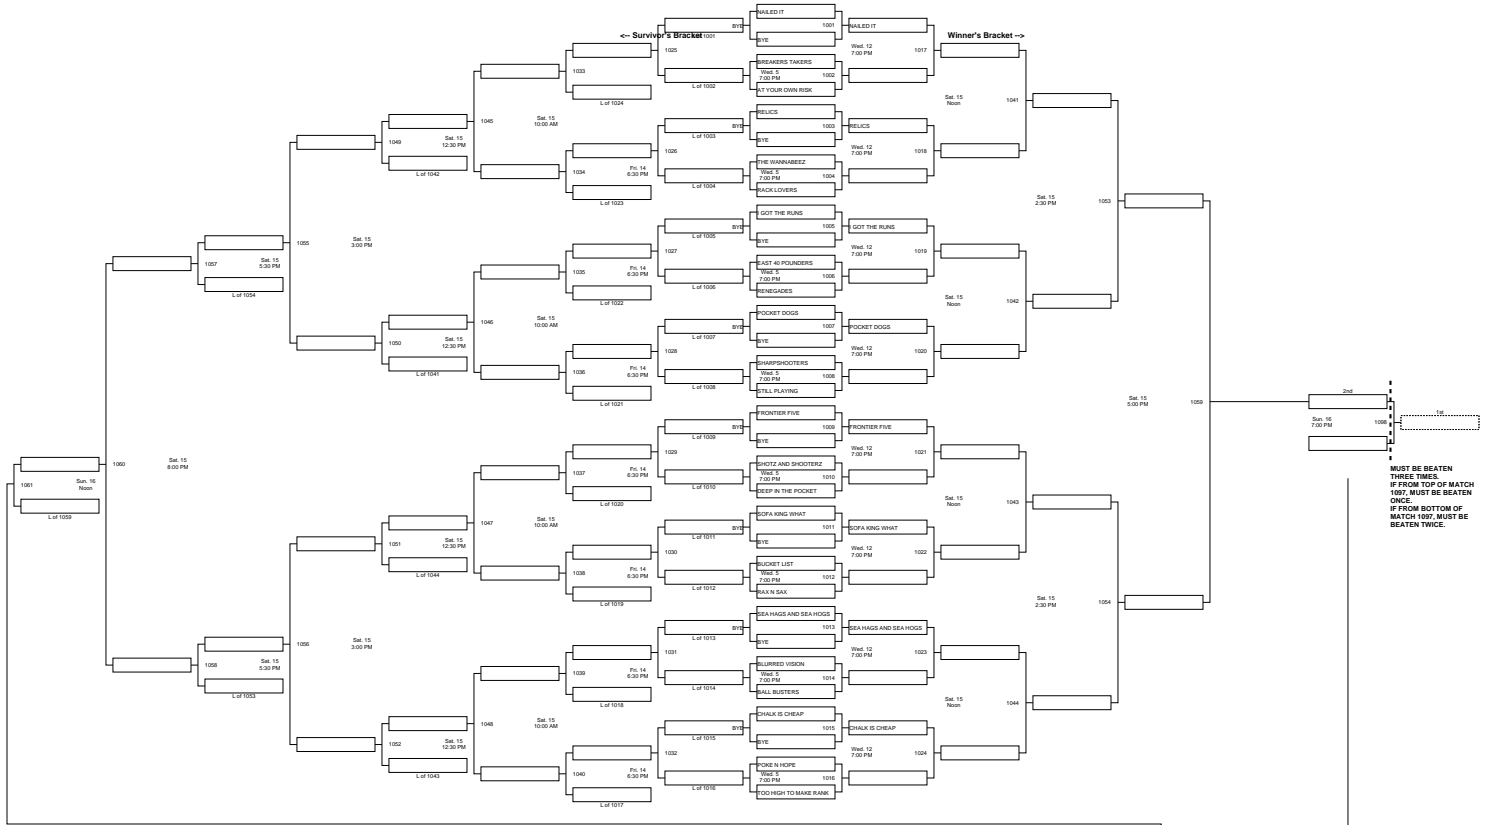 <-- Survivor's Bracket
Winner's Bracket -->
NAILED IT
BYE
1001
BYE
L of 1001
NAILED IT
BREAKERS TAKERS
Wed. 5
7:00 PM
1002
AT YOUR OWN RISK
L of 1002
1025
Wed. 12
7:00 PM
1017
RELICS
BYE
1003
BYE
L of 1003
RELICS
THE WANNABEEZ
Wed. 5
7:00 PM
1004
RACK LOVERS
L of 1004
1026
Wed. 12
7:00 PM
1018
I GOT THE RUNS
BYE
1005
BYE
L of 1005
I GOT THE RUNS
EAST 40 POUNDERS
Wed. 5
7:00 PM
1006
RENEGADES
L of 1006
1027
Wed. 12
7:00 PM
1019
POCKET DOGS
BYE
1007
BYE
L of 1007
POCKET DOGS
SHARPSHOOTERS
Wed. 5
7:00 PM
1008
STILL PLAYING
L of 1008
1028
Wed. 12
7:00 PM
1020
FRONTIER FIVE
BYE
1009
BYE
L of 1009
FRONTIER FIVE
SHOTZ AND SHOOTERZ
Wed. 5
7:00 PM
1010
DEEP IN THE POCKET
L of 1010
1029
Wed. 12
7:00 PM
1021
SOFA KING WHAT
BYE
1011
BYE
L of 1011
SOFA KING WHAT
BUCKET LIST
Wed. 5
7:00 PM
1012
RAX N SAX
L of 1012
1030
Wed. 12
7:00 PM
1022
SEA HAGS AND SEA HOGS
BYE
1013
BYE
L of 1013
SEA HAGS AND SEA HOGS
BLURRED VISION
Wed. 5
7:00 PM
1014
BALL BUSTERS
L of 1014
1031
Wed. 12
7:00 PM
1023
CHALK IS CHEAP
BYE
1015
BYE
L of 1015
CHALK IS CHEAP
POKE N HOPE
Wed. 5
7:00 PM
1016
TOO HIGH TO MAKE RANK
L of 1016
1032
Wed. 12
7:00 PM
1024
1033
L of 1024
Fri. 14
6:30 PM
1034
L of 1023
Fri. 14
6:30 PM
1035
L of 1022
Fri. 14
6:30 PM
1036
L of 1021
Fri. 14
6:30 PM
1037
L of 1020
Fri. 14
6:30 PM
1038
L of 1019
Fri. 14
6:30 PM
1039
L of 1018
Fri. 14
6:30 PM
1040
L of 1017
Sat. 15
Noon
1041
Sat. 15
Noon
1042
Sat. 15
Noon
1043
Sat. 15
Noon
1044
Sat. 15
10:00 AM
1045
Sat. 15
10:00 AM
1046
Sat. 15
10:00 AM
1047
Sat. 15
10:00 AM
1048
Sat. 15
12:30 PM
1049
L of 1042
Sat. 15
12:30 PM
1050
L of 1041
Sat. 15
12:30 PM
1051
L of 1044
Sat. 15
12:30 PM
1052
L of 1043
Sat. 15
2:30 PM
1053
Sat. 15
2:30 PM
1054
Sat. 15
3:00 PM
1055
Sat. 15
3:00 PM
1056
Sat. 15
5:30 PM
1057
L of 1054
Sat. 15
5:30 PM
1058
L of 1053
Sat. 15
5:00 PM
1059
Sat. 15
8:00 PM
1060
Sun. 16
Noon
1061
L of 1059
2nd
Sun. 16
7:00 PM
1098
1st
MUST BE BEATEN
THREE TIMES.
IF FROM TOP OF MATCH
1097, MUST BE BEATEN
ONCE.
IF FROM BOTTOM OF
MATCH 1097, MUST BE
BEATEN TWICE.